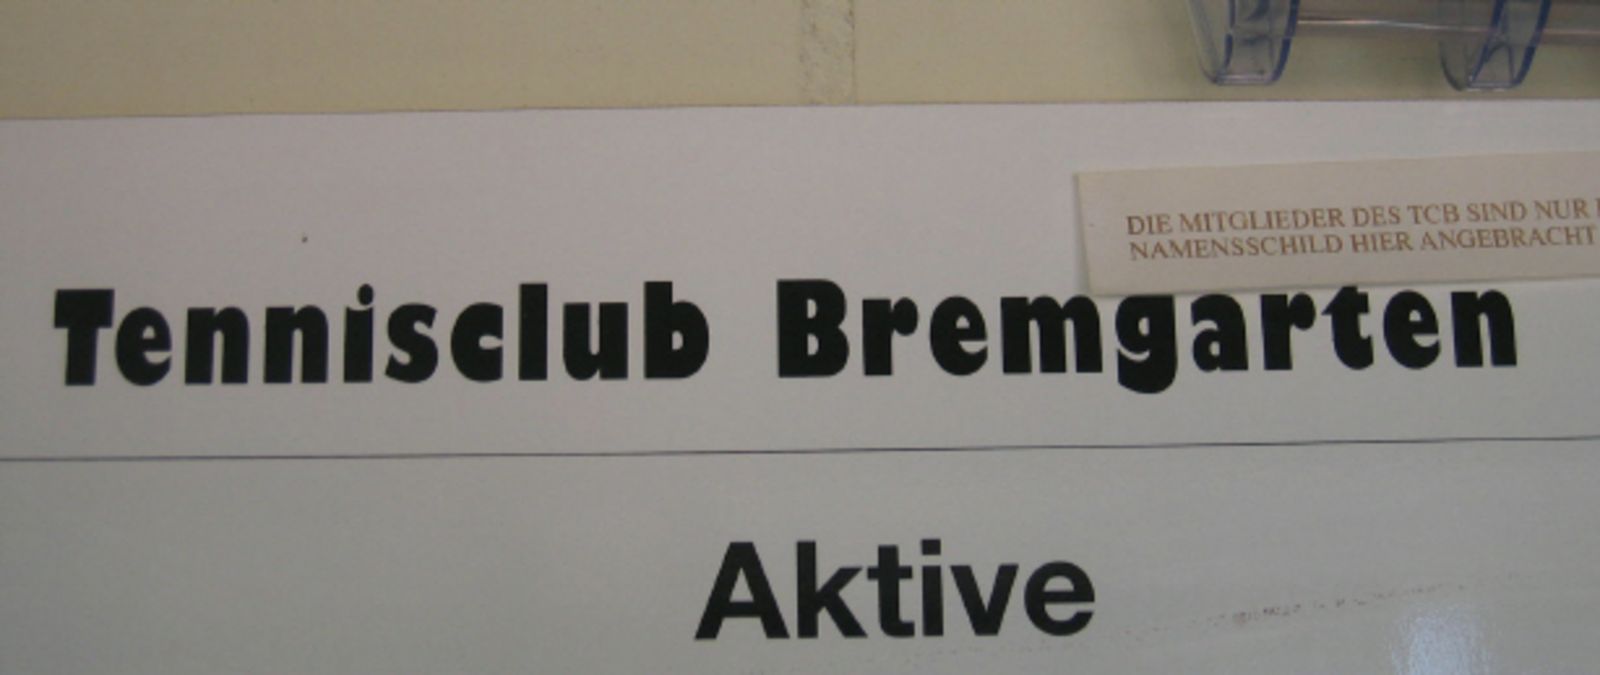 DIE MITGLIEDER DES TCB SIND NUR
NAMENSSCHILD HIER ANGEBRACHT
Tennisclub Bremgarten
Aktive